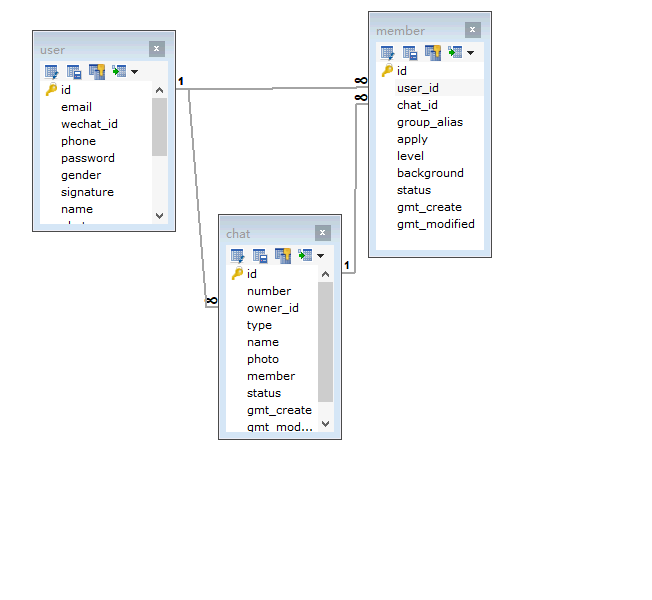 user
id
email
wechat_id
phone
password
gender
signature
name
1
member
id
user_id
chat_id
group_alias
apply
level
background
status
gmt_create
gmt_modified
∞
∞
chat
id
number
owner_id
type
name
photo
member
status
gmt_create
gmt_mod...
∞
1